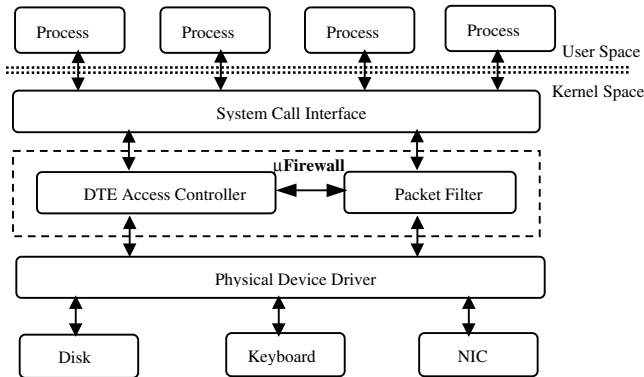 Process
Process
Process
Process
User Space
Kernel Space
System Call Interface
µFirewall
DTE Access Controller
Packet Filter
Physical Device Driver
Disk
Keyboard
NIC